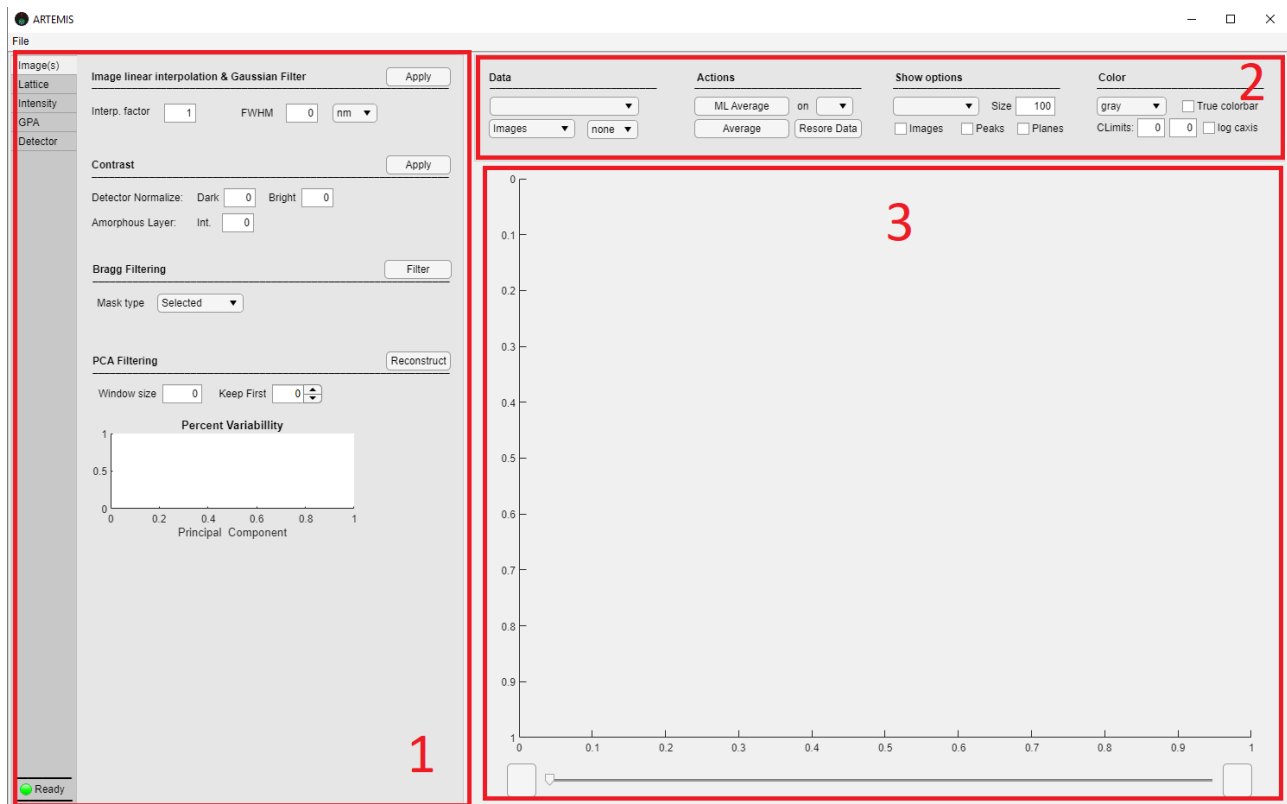 ARTEMIS
File
Image(s)
Lattice
Intensity
GPA
Detector
Image linear interpolation & Gaussian Filter Apply
Interp. factor 1 FWHM 0 nm
Contrast Apply
Detector Normalize: Dark 0 Bright 0
Amorphous Layer: Int. 0
Bragg Filtering Filter
Mask type Selected
PCA Filtering Reconstruct
Window size 0 Keep First 0
Percent Variabillity
1
0.5
0
0 0.2 0.4 0.6 0.8 1
Principal Component
1
Ready
Data Actions Show options Color
ML Average on Size 100 gray True colorbar
Images none Average Resore Data Images Peaks Planes CLimits: 0 0 log caxis
2
3
0
0.1
0.2
0.3
0.4
0.5
0.6
0.7
0.8
0.9
1
0 0.1 0.2 0.3 0.4 0.5 0.6 0.7 0.8 0.9 1